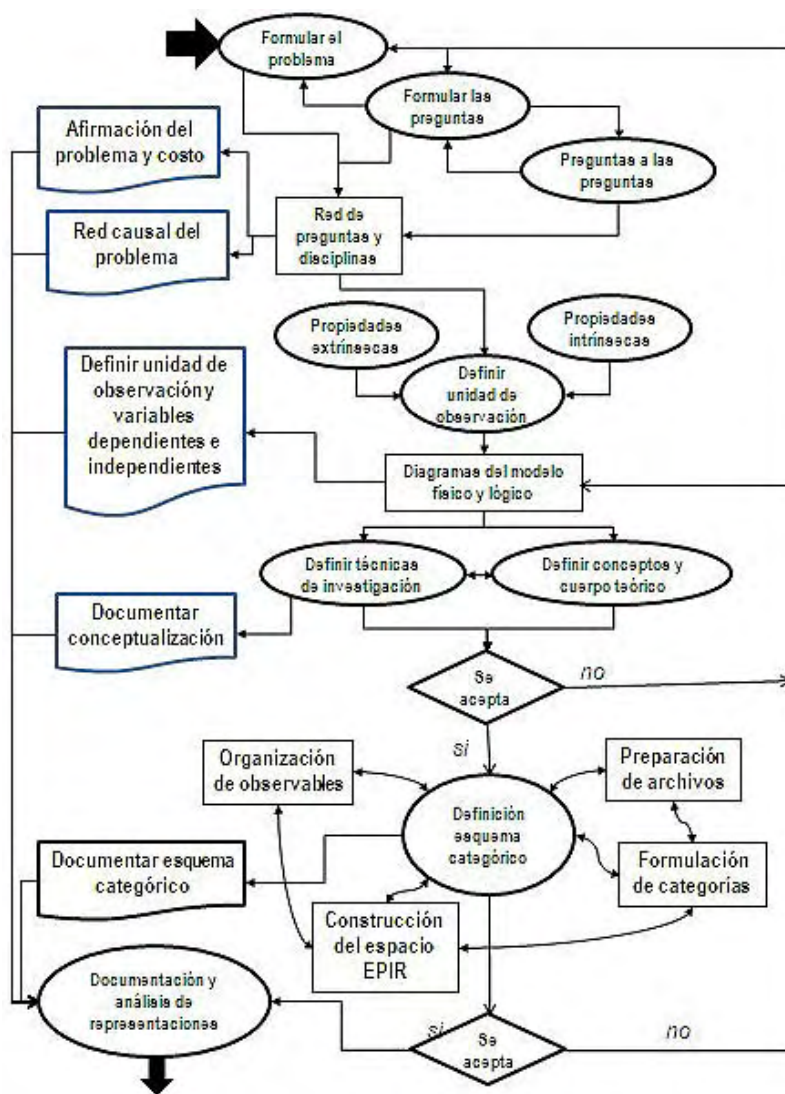 Formular el
problema
Formular las
preguntas
Afirmación del
problema y costo
Preguntas a las
preguntas
Red de
preguntas y
disciplinas
Red causal del
problema
Propiedades
extrínsecas
Propiedades
intrínsecas
Definir
unidad de
observación
Definir unidad de
observación y
variables
dependientes e
independientes
Diagramas del modelo
físico y lógico
Definir técnicas
de investigación
Definir conceptos y
cuerpo teórico
Documentar
conceptualización
Se
acepta
no
si
Organización
de observables
Preparación
de archivos
Definición
esquema
categórico
Documentar esquema
categórico
Formulación
de categorías
Construcción
del espacio
EPIR
Documentación y
análisis de
representaciones
si
Se
acepta
no